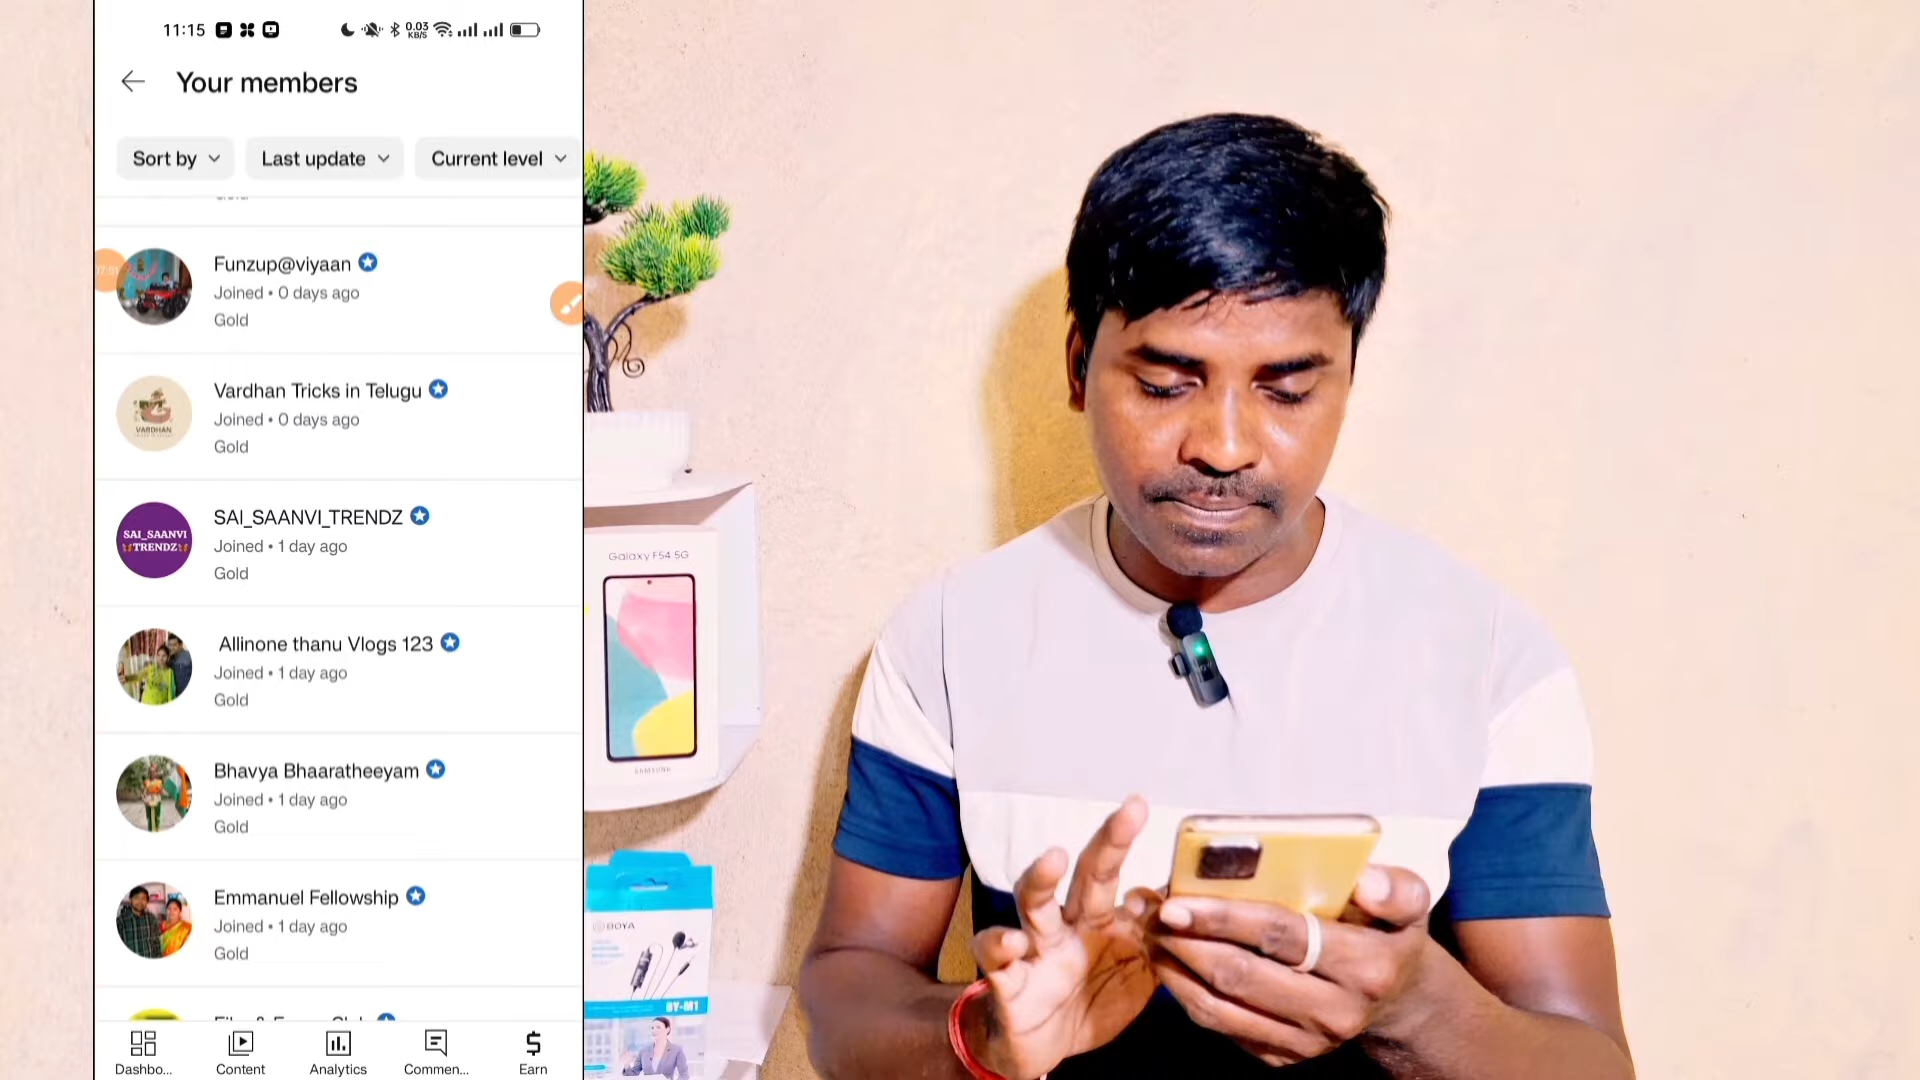 11:15
0.03
KB/S
Your members
Sort by
Last update
Current level
Funzup@viyaan
Joined • 0 days ago
Gold
Vardhan Tricks in Telugu
Joined • 0 days ago
Gold
VARDHAN
SAI_SAANVI_TRENDZ
Joined • 1 day ago
Gold
SAI_SAANVI
TRENDZ
Allinone thanu Vlogs 123
Joined • 1 day ago
Gold
Bhavya Bhaaratheeyam
Joined • 1 day ago
Gold
Emmanuel Fellowship
Joined • 1 day ago
Gold
Dashbo...
Content
Analytics
Commen...
Earn
Galaxy F54 5G
SAMSUNG
BOYA
BY-M1